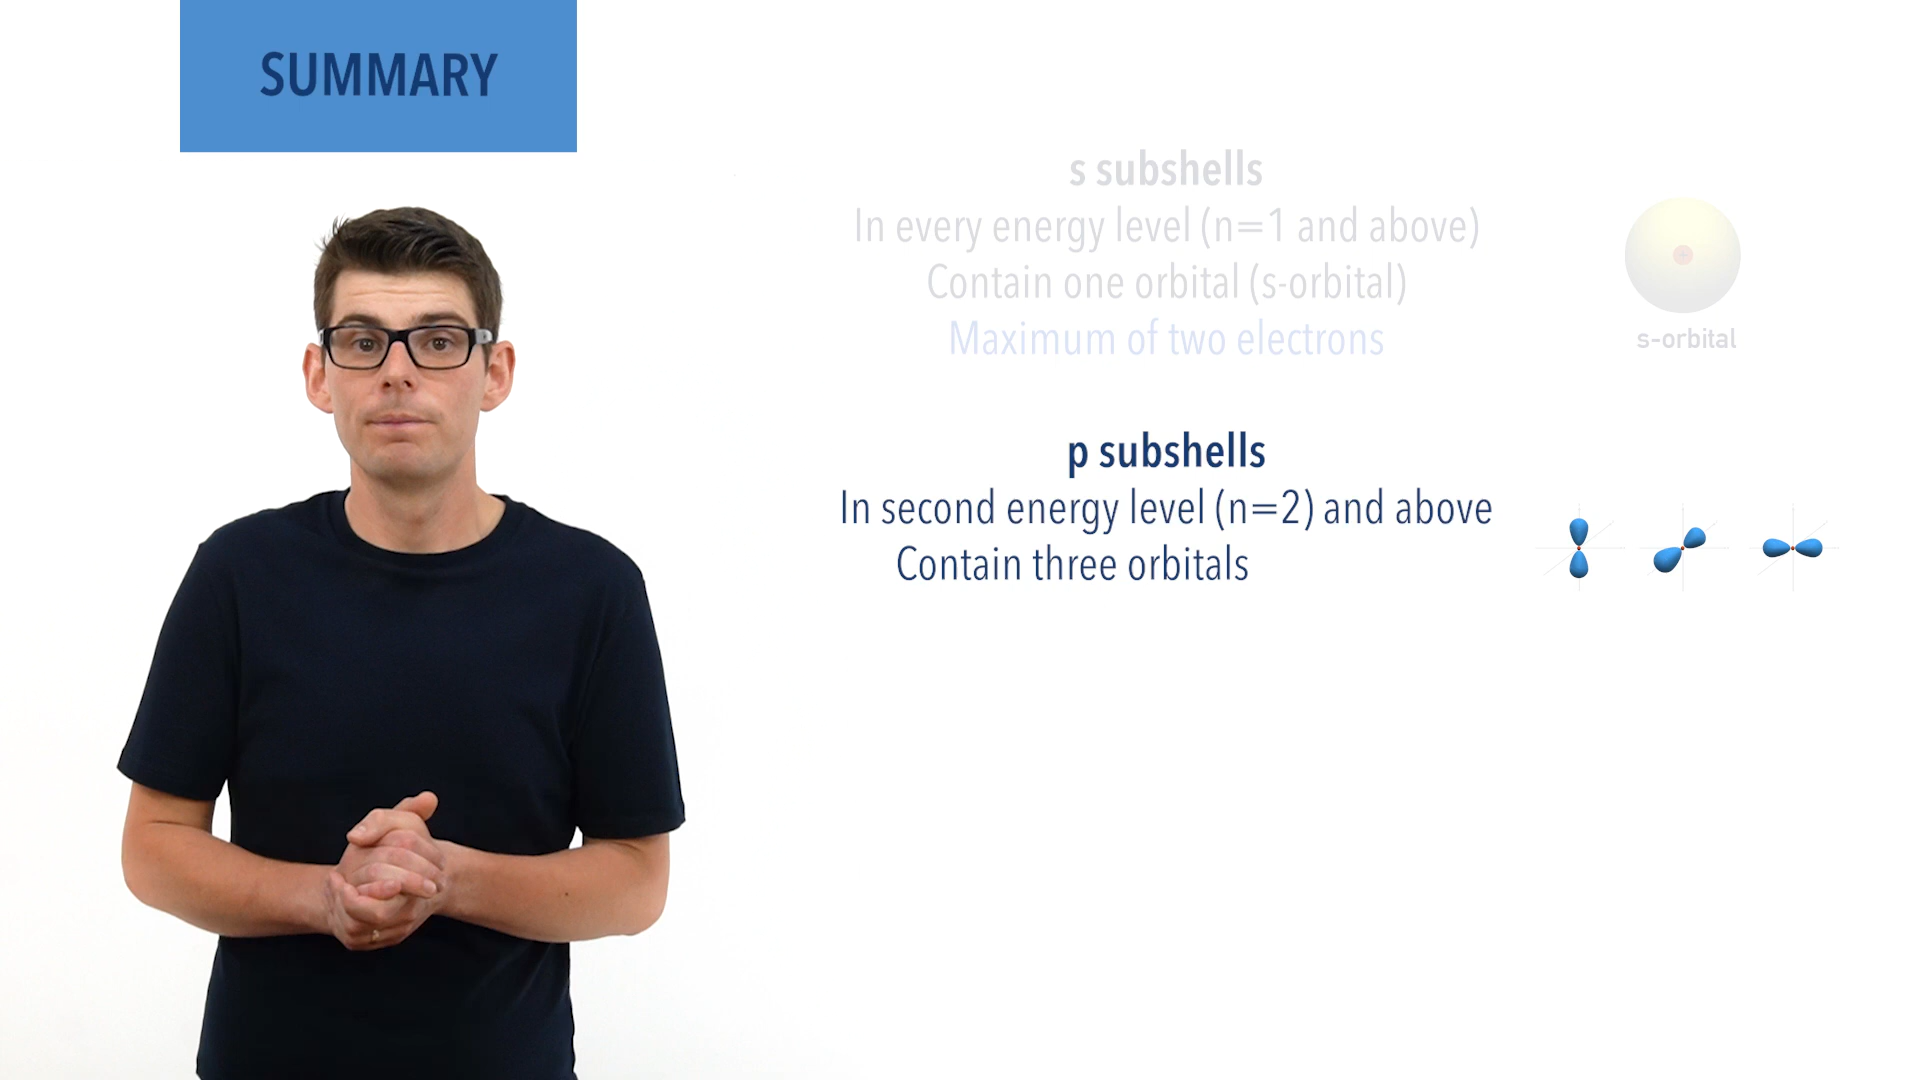 SUMMARY
s subshells
In every energy level (n=1 and above)
Contain one orbital (s-orbital)
Maximum of two electrons
s-orbital
p subshells
In second energy level (n=2) and above
Contain three orbitals